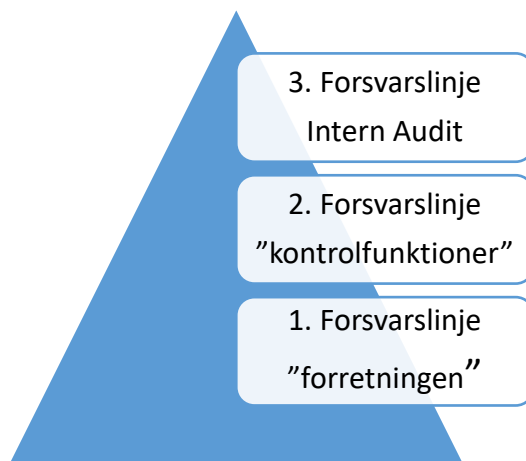 3. Forsvarslinje
Intern Audit
2. Forsvarslinje
”kontrolfunktioner”
1. Forsvarslinje
”forretningen”